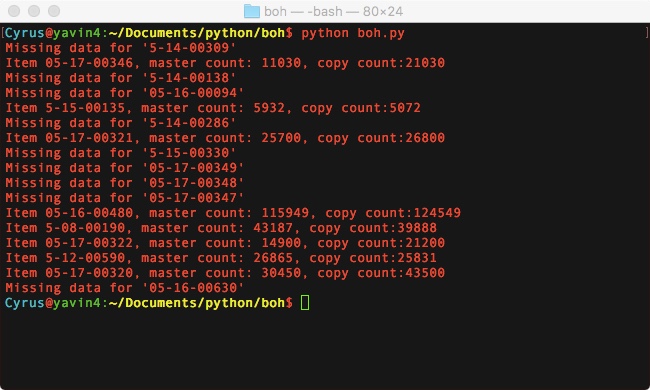 boh — -bash — 80×24
[Cyrus@yavin4:~/Documents/python/boh$ python boh.py ]
Missing data for '5-14-00309'
Item 05-17-00346, master count: 11030, copy count:21030
Missing data for '5-14-00138'
Missing data for '05-16-00094'
Item 5-15-00135, master count: 5932, copy count:5072
Missing data for '5-14-00286'
Item 05-17-00321, master count: 25700, copy count:26800
Missing data for '5-15-00330'
Missing data for '05-17-00349'
Missing data for '05-17-00348'
Missing data for '05-17-00347'
Item 05-16-00480, master count: 115949, copy count:124549
Item 5-08-00190, master count: 43187, copy count:39888
Item 05-17-00322, master count: 14900, copy count:21200
Item 5-12-00590, master count: 26865, copy count:25831
Item 05-17-00320, master count: 30450, copy count:43500
Missing data for '05-16-00630'
Cyrus@yavin4:~/Documents/python/boh$